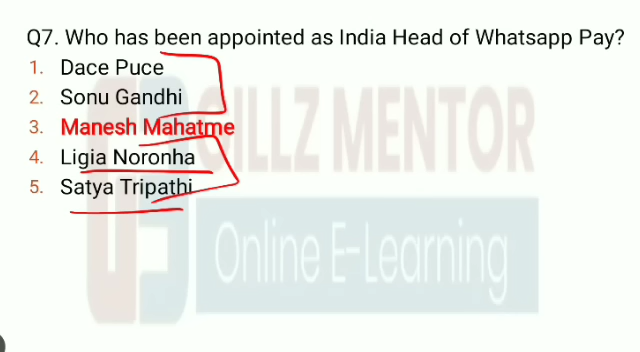 Q7. Who has been appointed as India Head of Whatsapp Pay?
1. Dace Puce
2. Sonu Gandhi
3. Manesh Mahatme
4. Ligia Noronha
5. Satya Tripathi
GILLZ MENTOR
Online E-Learning